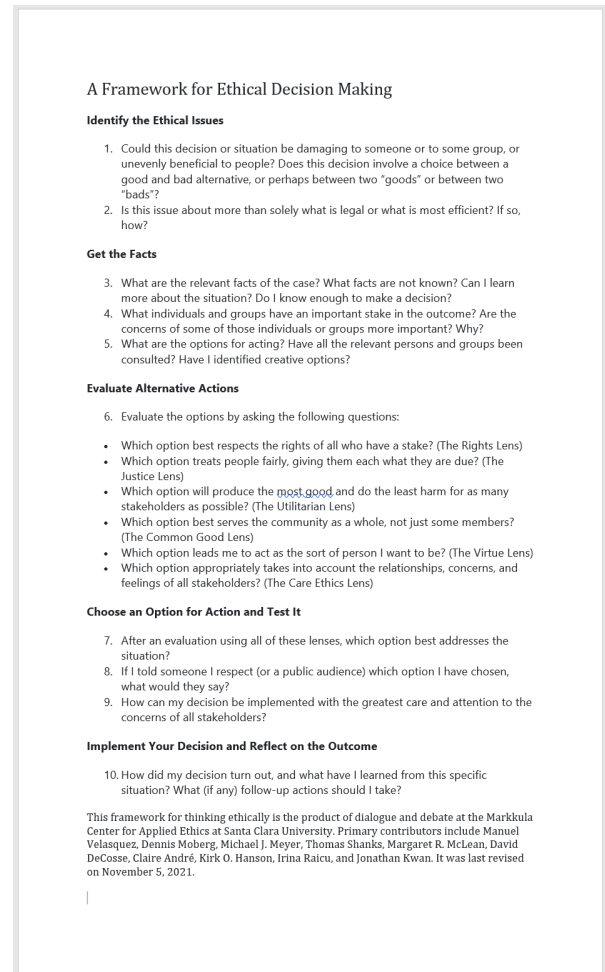 A Framework for Ethical Decision Making
Identify the Ethical Issues
1. Could this decision or situation be damaging to someone or to some group, or
unevenly beneficial to people? Does this decision involve a choice between a
good and bad alternative, or perhaps between two “goods” or between two
“bads”?
2. Is this issue about more than solely what is legal or what is most efficient? If so,
how?
Get the Facts
3. What are the relevant facts of the case? What facts are not known? Can I learn
more about the situation? Do I know enough to make a decision?
4. What individuals and groups have an important stake in the outcome? Are the
concerns of some of those individuals or groups more important? Why?
5. What are the options for acting? Have all the relevant persons and groups been
consulted? Have I identified creative options?
Evaluate Alternative Actions
6. Evaluate the options by asking the following questions:
• Which option best respects the rights of all who have a stake? (The Rights Lens)
• Which option treats people fairly, giving them each what they are due? (The
Justice Lens)
• Which option will produce the most good and do the least harm for as many
stakeholders as possible? (The Utilitarian Lens)
• Which option best serves the community as a whole, not just some members?
(The Common Good Lens)
• Which option leads me to act as the sort of person I want to be? (The Virtue Lens)
• Which option appropriately takes into account the relationships, concerns, and
feelings of all stakeholders? (The Care Ethics Lens)
Choose an Option for Action and Test It
7. After an evaluation using all of these lenses, which option best addresses the
situation?
8. If I told someone I respect (or a public audience) which option I have chosen,
what would they say?
9. How can my decision be implemented with the greatest care and attention to the
concerns of all stakeholders?
Implement Your Decision and Reflect on the Outcome
10. How did my decision turn out, and what have I learned from this specific
situation? What (if any) follow-up actions should I take?
This framework for thinking ethically is the product of dialogue and debate at the Markkula
Center for Applied Ethics at Santa Clara University. Primary contributors include Manuel
Velasquez, Dennis Moberg, Michael J. Meyer, Thomas Shanks, Margaret R. McLean, David
DeCosse, Claire André, Kirk O. Hanson, Irina Raicu, and Jonathan Kwan. It was last revised
on November 5, 2021.